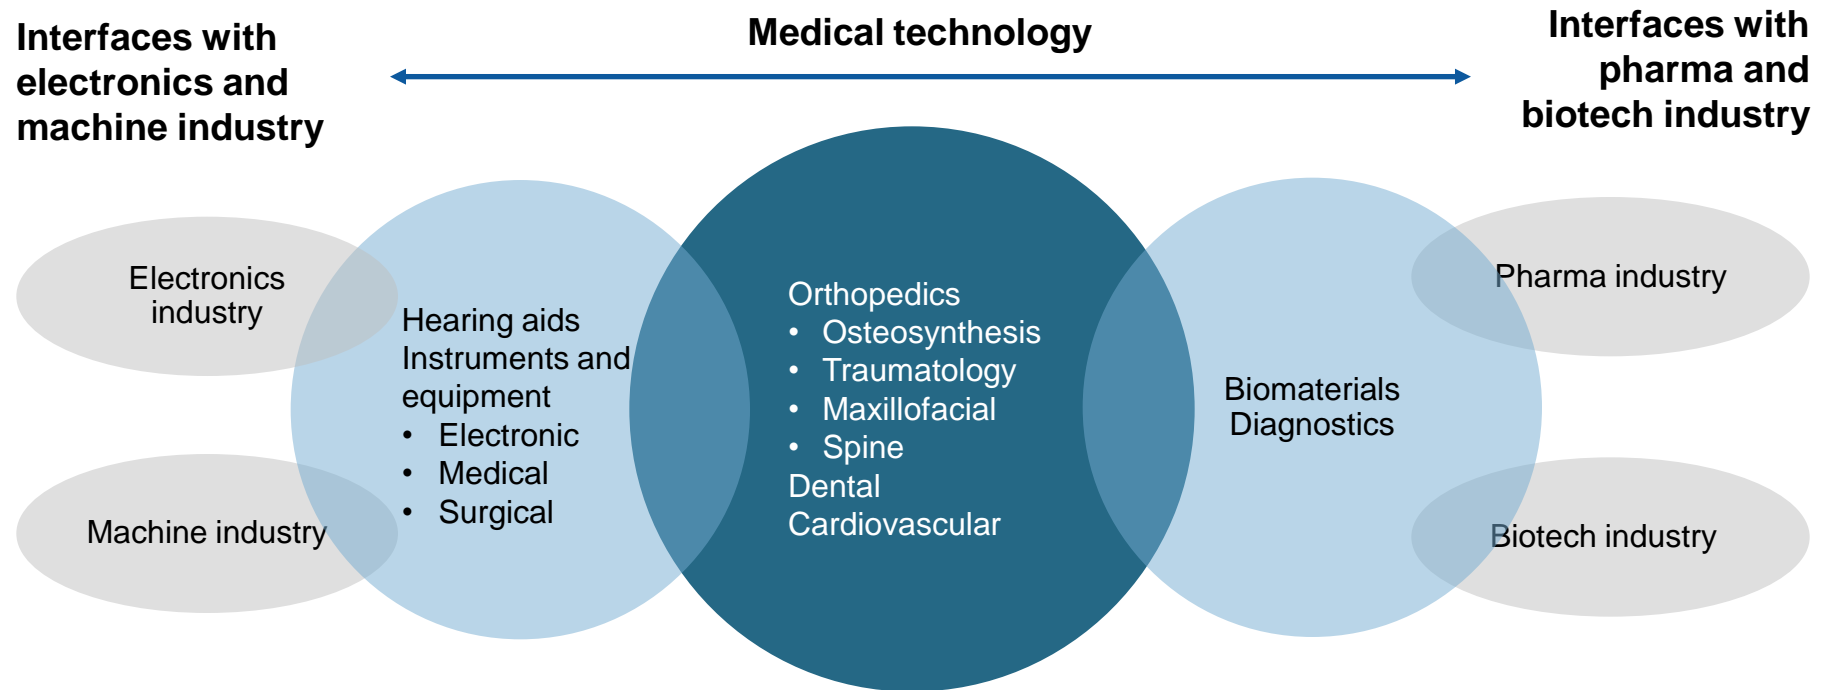 Interfaces with
electronics and
machine industry
Medical technology
Interfaces with
pharma and
biotech industry
Electronics
industry
Machine industry
Hearing aids
Instruments and
equipment
• Electronic
• Medical
• Surgical
Orthopedics
• Osteosynthesis
• Traumatology
• Maxillofacial
• Spine
Dental
Cardiovascular
Biomaterials
Diagnostics
Pharma industry
Biotech industry